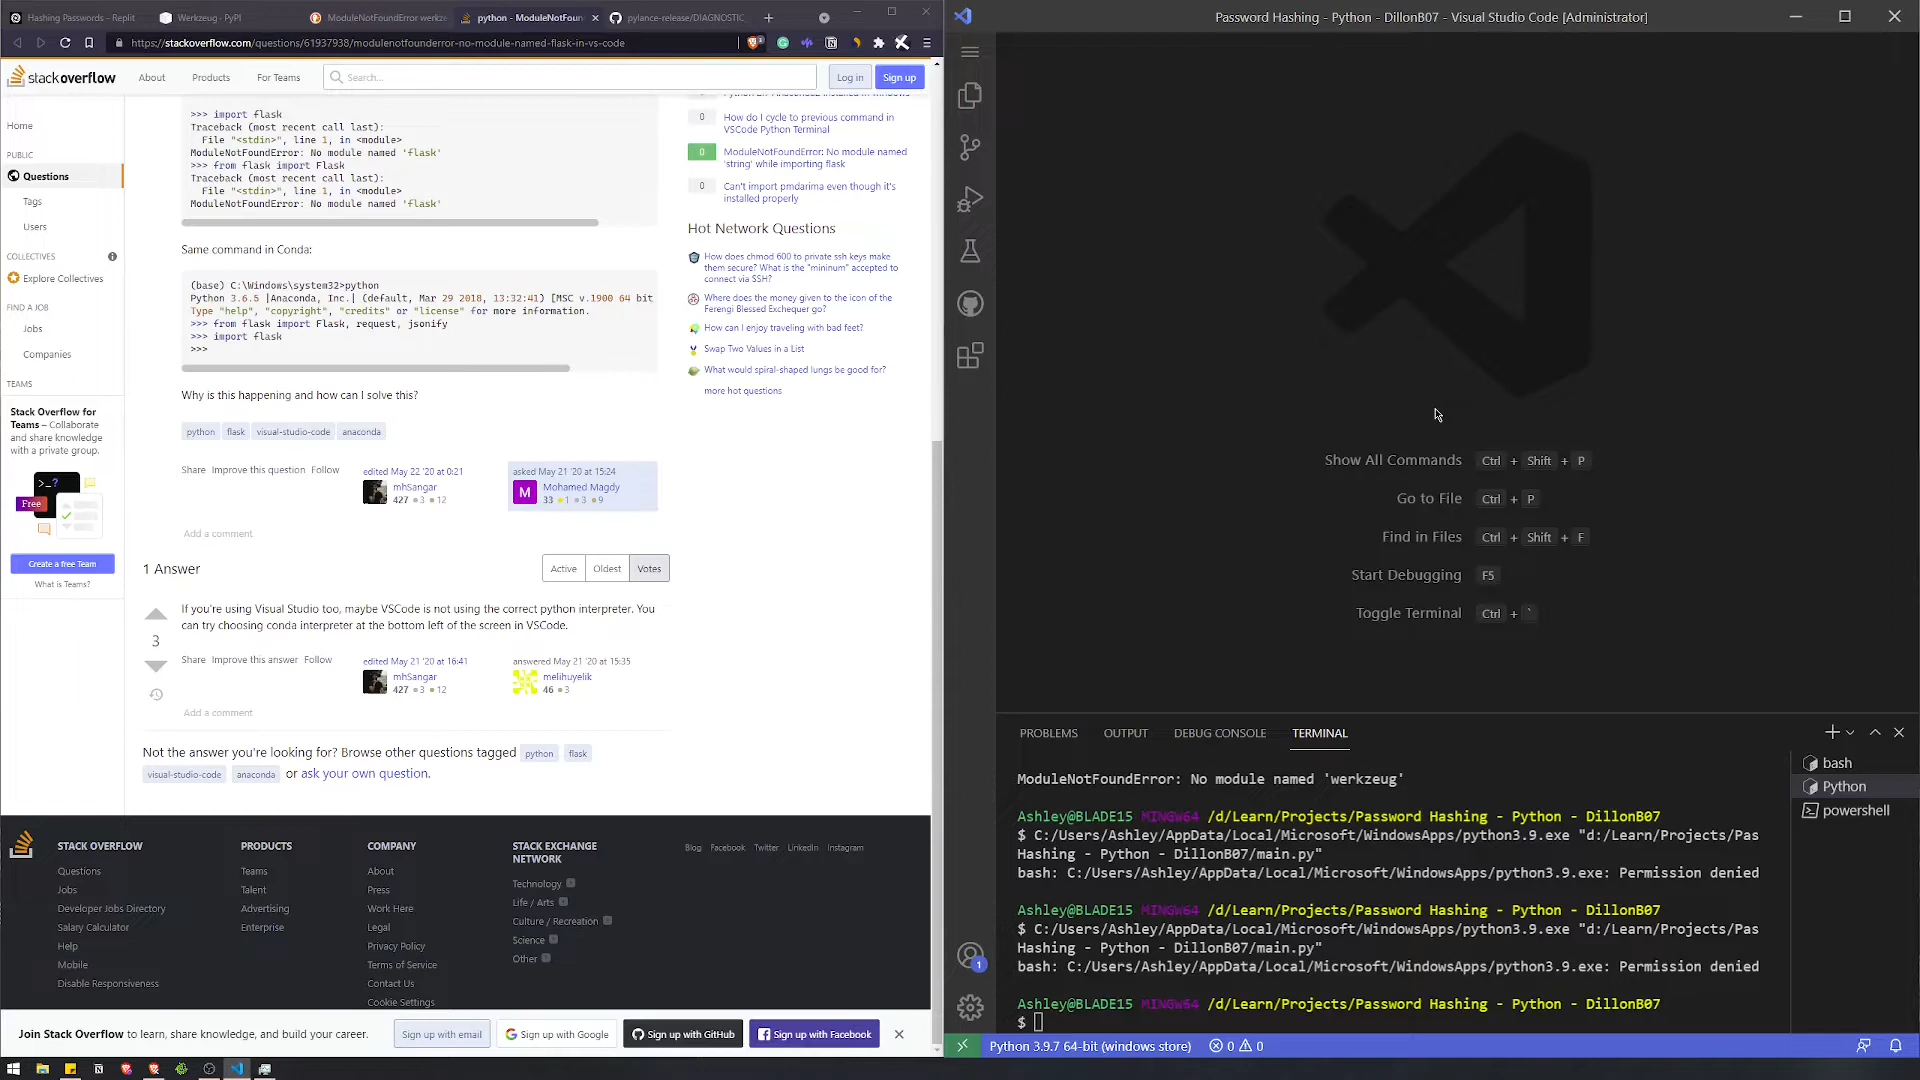 Hashing Passwords - Replit
Werkzeug · PyPI
ModuleNotFoundError werkze
python - ModuleNotFoun
pylance-release/DIAGNOSTIC
https://stackoverflow.com/questions/61937938/modulenotfounderror-no-module-named-flask-in-vs-code
stackoverflow
About
Products
For Teams
Search...
Log in
Sign up
Home
PUBLIC
Questions
Tags
Users
COLLECTIVES
Explore Collectives
FIND A JOB
Jobs
Companies
TEAMS
Stack Overflow for
Teams – Collaborate
and share knowledge
with a private group.
>_?
Free
Create a free Team
What is Teams?
>>> import flask
Traceback (most recent call last):
File "<stdin>", line 1, in <module>
ModuleNotFoundError: No module named 'flask'
>>> from flask import Flask
Traceback (most recent call last):
File "<stdin>", line 1, in <module>
ModuleNotFoundError: No module named 'flask'
Same command in Conda:
(base) C:\Windows\system32>python
Python 3.6.5 |Anaconda, Inc.| (default, Mar 29 2018, 13:32:41) [MSC v.1900 64 bit
Type "help", "copyright", "credits" or "license" for more information.
>>> from flask import Flask, request, jsonify
>>> import flask
>>>
Why is this happening and how can I solve this?
python flask visual-studio-code anaconda
Share Improve this question Follow
edited May 22 '20 at 0:21
mhSangar
427 3 12
asked May 21 '20 at 15:24
M
Mohamed Magdy
33 1 3 9
Add a comment
1 Answer
Active Oldest Votes
3
If you're using Visual Studio too, maybe VSCode is not using the correct python interpreter. You
can try choosing conda interpreter at the bottom left of the screen in VSCode.
Share Improve this answer Follow
edited May 21 '20 at 16:41
mhSangar
427 3 12
answered May 21 '20 at 15:35
melihuyelik
46 3
Add a comment
Not the answer you're looking for? Browse other questions tagged python flask
visual-studio-code anaconda or ask your own question.
0 How do I cycle to previous command in
VSCode Python Terminal
0 ModuleNotFoundError: No module named
'string' while importing flask
0 Can't import pmdarima even though it's
installed properly
Hot Network Questions
How does chmod 600 to private ssh keys make
them secure? What is the "mininum" accepted to
connect via SSH?
Where does the money given to the icon of the
Ferengi Blessed Exchequer go?
How can I enjoy traveling with bad feet?
Swap Two Values in a List
What would spiral-shaped lungs be good for?
more hot questions
STACK OVERFLOW
Questions
Jobs
Developer Jobs Directory
Salary Calculator
Help
Mobile
Disable Responsiveness
PRODUCTS
Teams
Talent
Advertising
Enterprise
COMPANY
About
Press
Work Here
Legal
Privacy Policy
Terms of Service
Contact Us
Cookie Settings
STACK EXCHANGE
NETWORK
Technology
Life / Arts
Culture / Recreation
Science
Other
Blog Facebook Twitter LinkedIn Instagram
Join Stack Overflow to learn, share knowledge, and build your career.
Sign up with email
Sign up with Google
Sign up with GitHub
Sign up with Facebook
Password Hashing - Python - DillonB07 - Visual Studio Code [Administrator]
Show All Commands Ctrl + Shift + P
Go to File Ctrl + P
Find in Files Ctrl + Shift + F
Start Debugging F5
Toggle Terminal Ctrl + `
PROBLEMS OUTPUT DEBUG CONSOLE TERMINAL
bash
Python
powershell
ModuleNotFoundError: No module named 'werkzeug'
Ashley@BLADE15 MINGW64 /d/Learn/Projects/Password Hashing - Python - DillonB07
$ C:/Users/Ashley/AppData/Local/Microsoft/WindowsApps/python3.9.exe "d:/Learn/Projects/Pas
Hashing - Python - DillonB07/main.py"
bash: C:/Users/Ashley/AppData/Local/Microsoft/WindowsApps/python3.9.exe: Permission denied
Ashley@BLADE15 MINGW64 /d/Learn/Projects/Password Hashing - Python - DillonB07
$ C:/Users/Ashley/AppData/Local/Microsoft/WindowsApps/python3.9.exe "d:/Learn/Projects/Pas
Hashing - Python - DillonB07/main.py"
bash: C:/Users/Ashley/AppData/Local/Microsoft/WindowsApps/python3.9.exe: Permission denied
Ashley@BLADE15 MINGW64 /d/Learn/Projects/Password Hashing - Python - DillonB07
$
1
Python 3.9.7 64-bit (windows store) 0 0